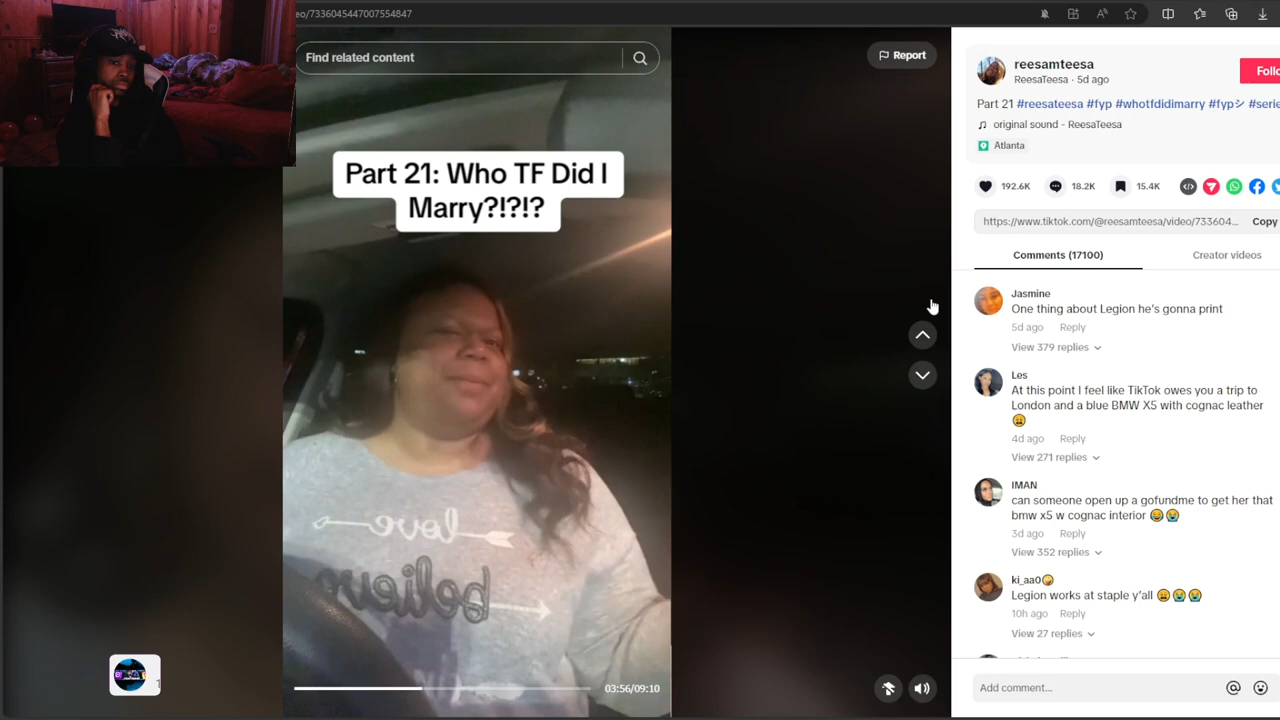 eo/7336045447007554847
Find related content
Report
Part 21: Who TF Did I
Marry?!?!?
love
believe
03:56/09:10
reesamteesa
ReesaTeesa · 5d ago
Follo
Part 21 #reesateesa #fyp #whotfdidimarry #fypシ #serie
original sound - ReesaTeesa
Atlanta
192.6K
18.2K
15.4K
https://www.tiktok.com/@reesamteesa/video/733604...
Copy
Comments (17100)
Creator videos
Jasmine
One thing about Legion he's gonna print
5d ago Reply
View 379 replies
Les
At this point I feel like TikTok owes you a trip to
London and a blue BMW X5 with cognac leather
😩
4d ago Reply
View 271 replies
IMAN
can someone open up a gofundme to get her that
bmw x5 w cognac interior 😂😭
3d ago Reply
View 352 replies
ki_aa0🤪
Legion works at staple y'all 😩😭😭
10h ago Reply
View 27 replies
Add comment...